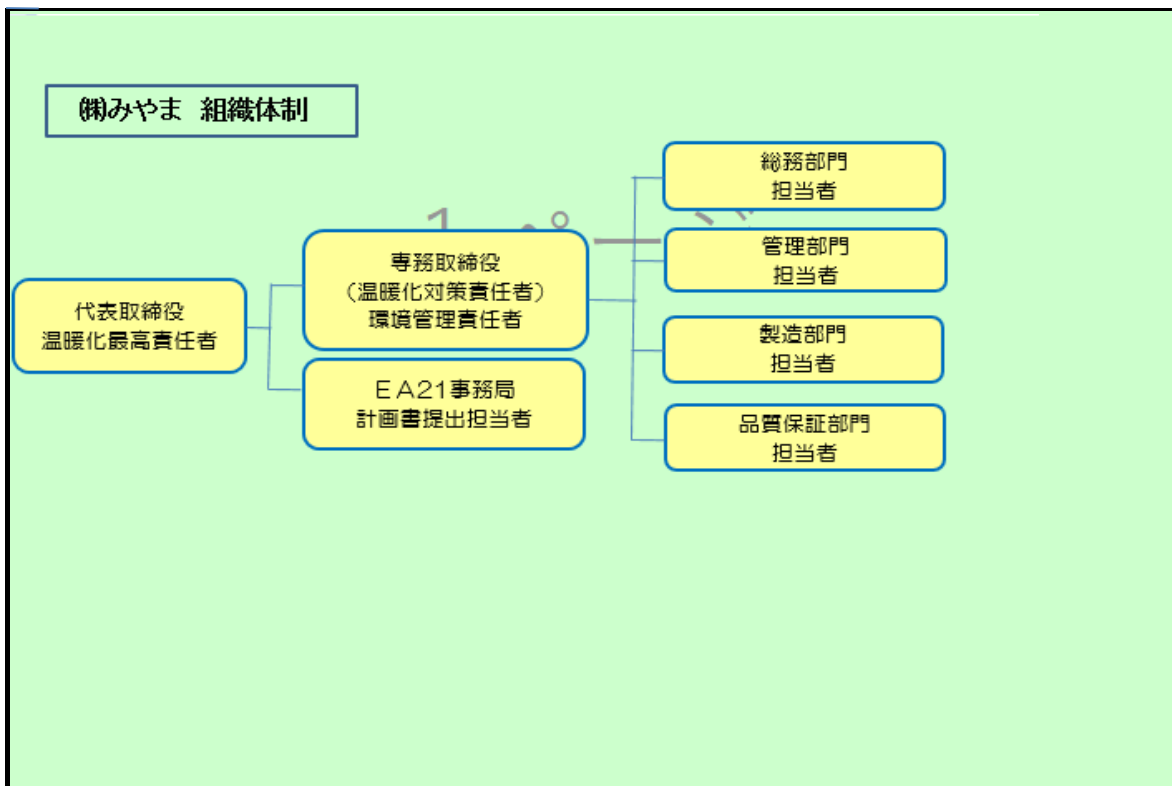 ㈱みやま 組織体制
代表取締役
温暖化最高責任者
専務取締役
(温暖化対策責任者)
環境管理責任者
ＥＡ21事務局
計画書提出担当者
総務部門
担当者
管理部門
担当者
製造部門
担当者
品質保証部門
担当者